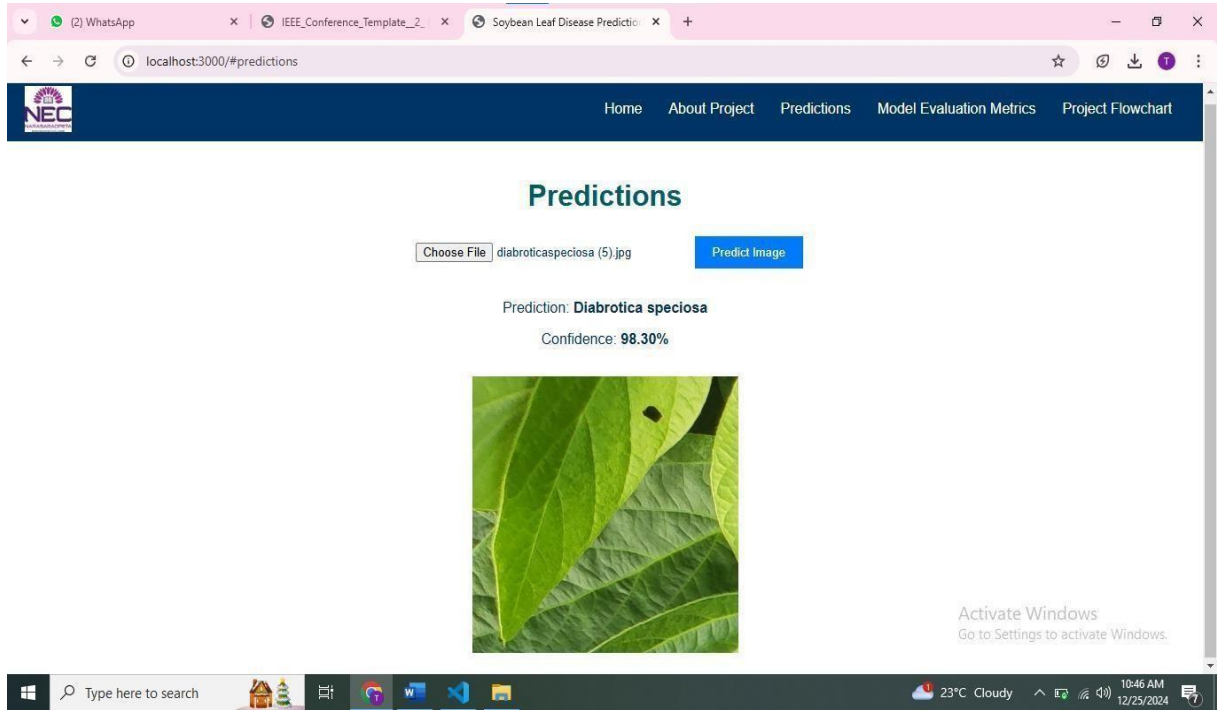 (2) WhatsApp
IEEE_Conference_Template__2_
Soybean Leaf Disease Predictio
localhost:3000/#predictions
NEC
Home About Project Predictions Model Evaluation Metrics Project Flowchart
Predictions
Choose File diabroticaspeciosa (5).jpg Predict Image
Prediction: Diabrotica speciosa
Confidence: 98.30%
Activate Windows
Go to Settings to activate Windows.
Type here to search
23°C Cloudy
10:46 AM
12/25/2024